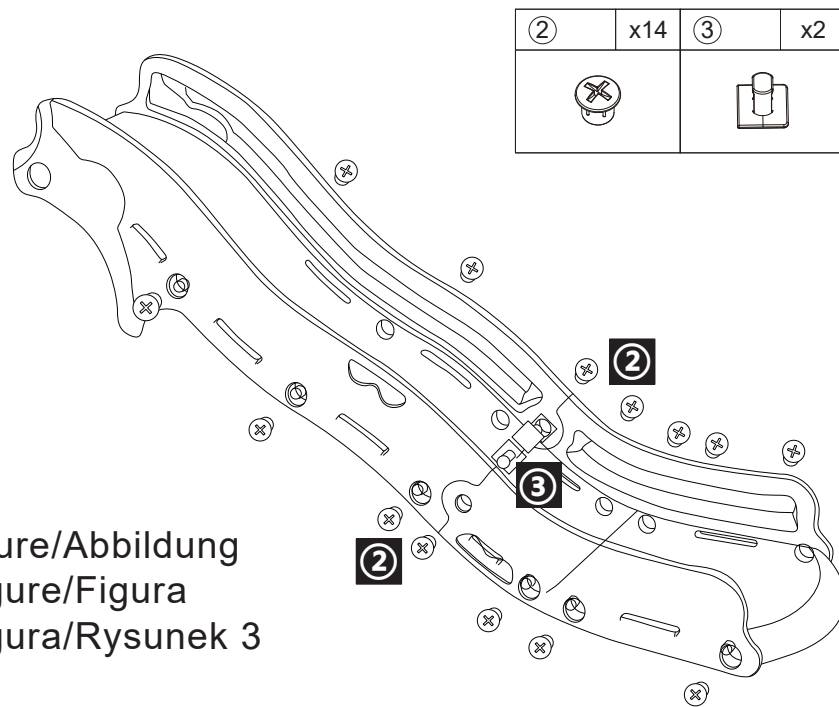 ② x14 ③ x2
②
③
②
ure/Abbildung
gure/Figura
gura/Rysunek 3